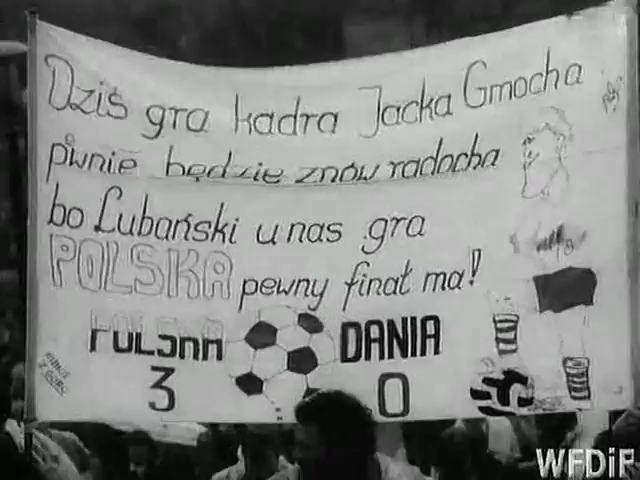 Dziś gra kadra Jacka Gmocha
piwnie będzie znów radocha
bo Lubański u nas gra
POLSKA pewny finał ma!
POLSKA DANIA
3 0
WFDiF